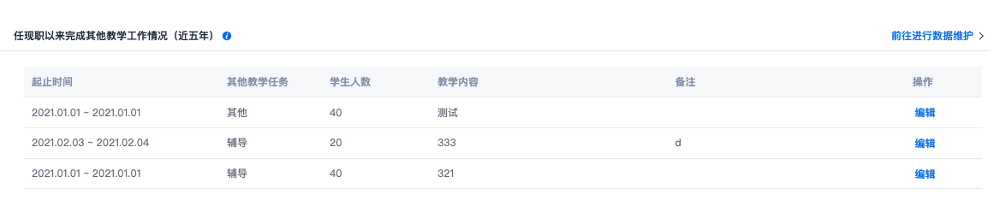 任现职以来完成其他教学工作情况（近五年） 前往进行数据维护
起止时间 其他教学任务 学生人数 教学内容 备注 操作
2021.01.01 ~ 2021.01.01 其他 40 测试 编辑
2021.02.03 ~ 2021.02.04 辅导 20 333 d 编辑
2021.01.01 ~ 2021.01.01 辅导 40 321 编辑